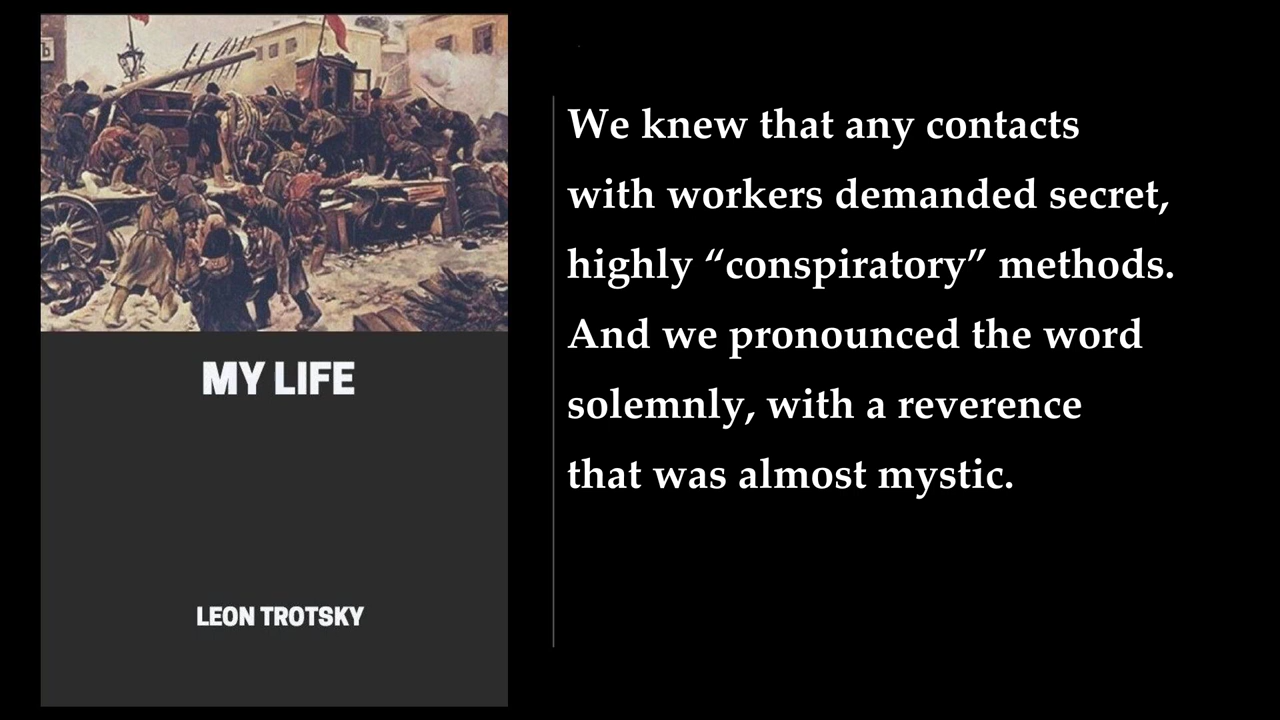 Ъ
MY LIFE
LEON TROTSKY
We knew that any contacts
with workers demanded secret,
highly “conspiratory” methods.
And we pronounced the word
solemnly, with a reverence
that was almost mystic.